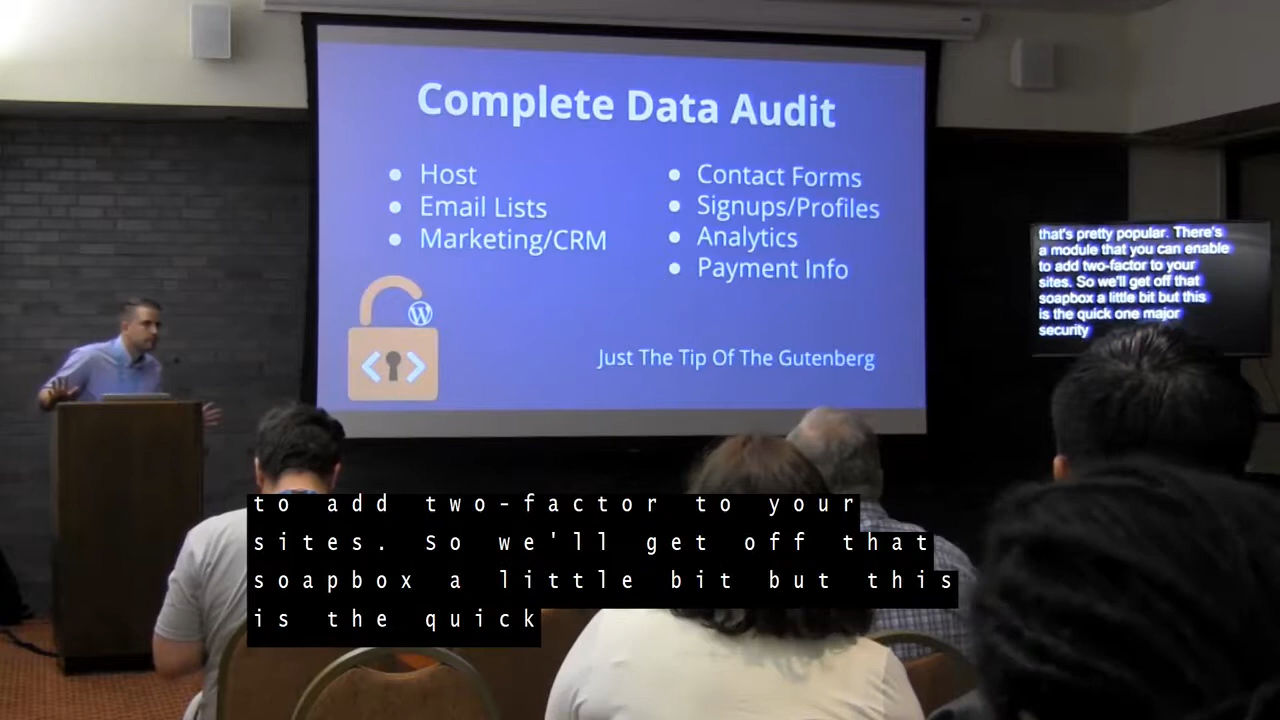 Complete Data Audit
● Host
● Email Lists
● Marketing/CRM
● Contact Forms
● Signups/Profiles
● Analytics
● Payment Info
Just The Tip Of The Gutenberg
that's pretty popular. There's
a module that you can enable
to add two-factor to your
sites. So we'll get off that
soapbox a little bit but this
is the quick one major
security
to add two-factor to your
sites. So we'll get off that
soapbox a little bit but this
is the quick